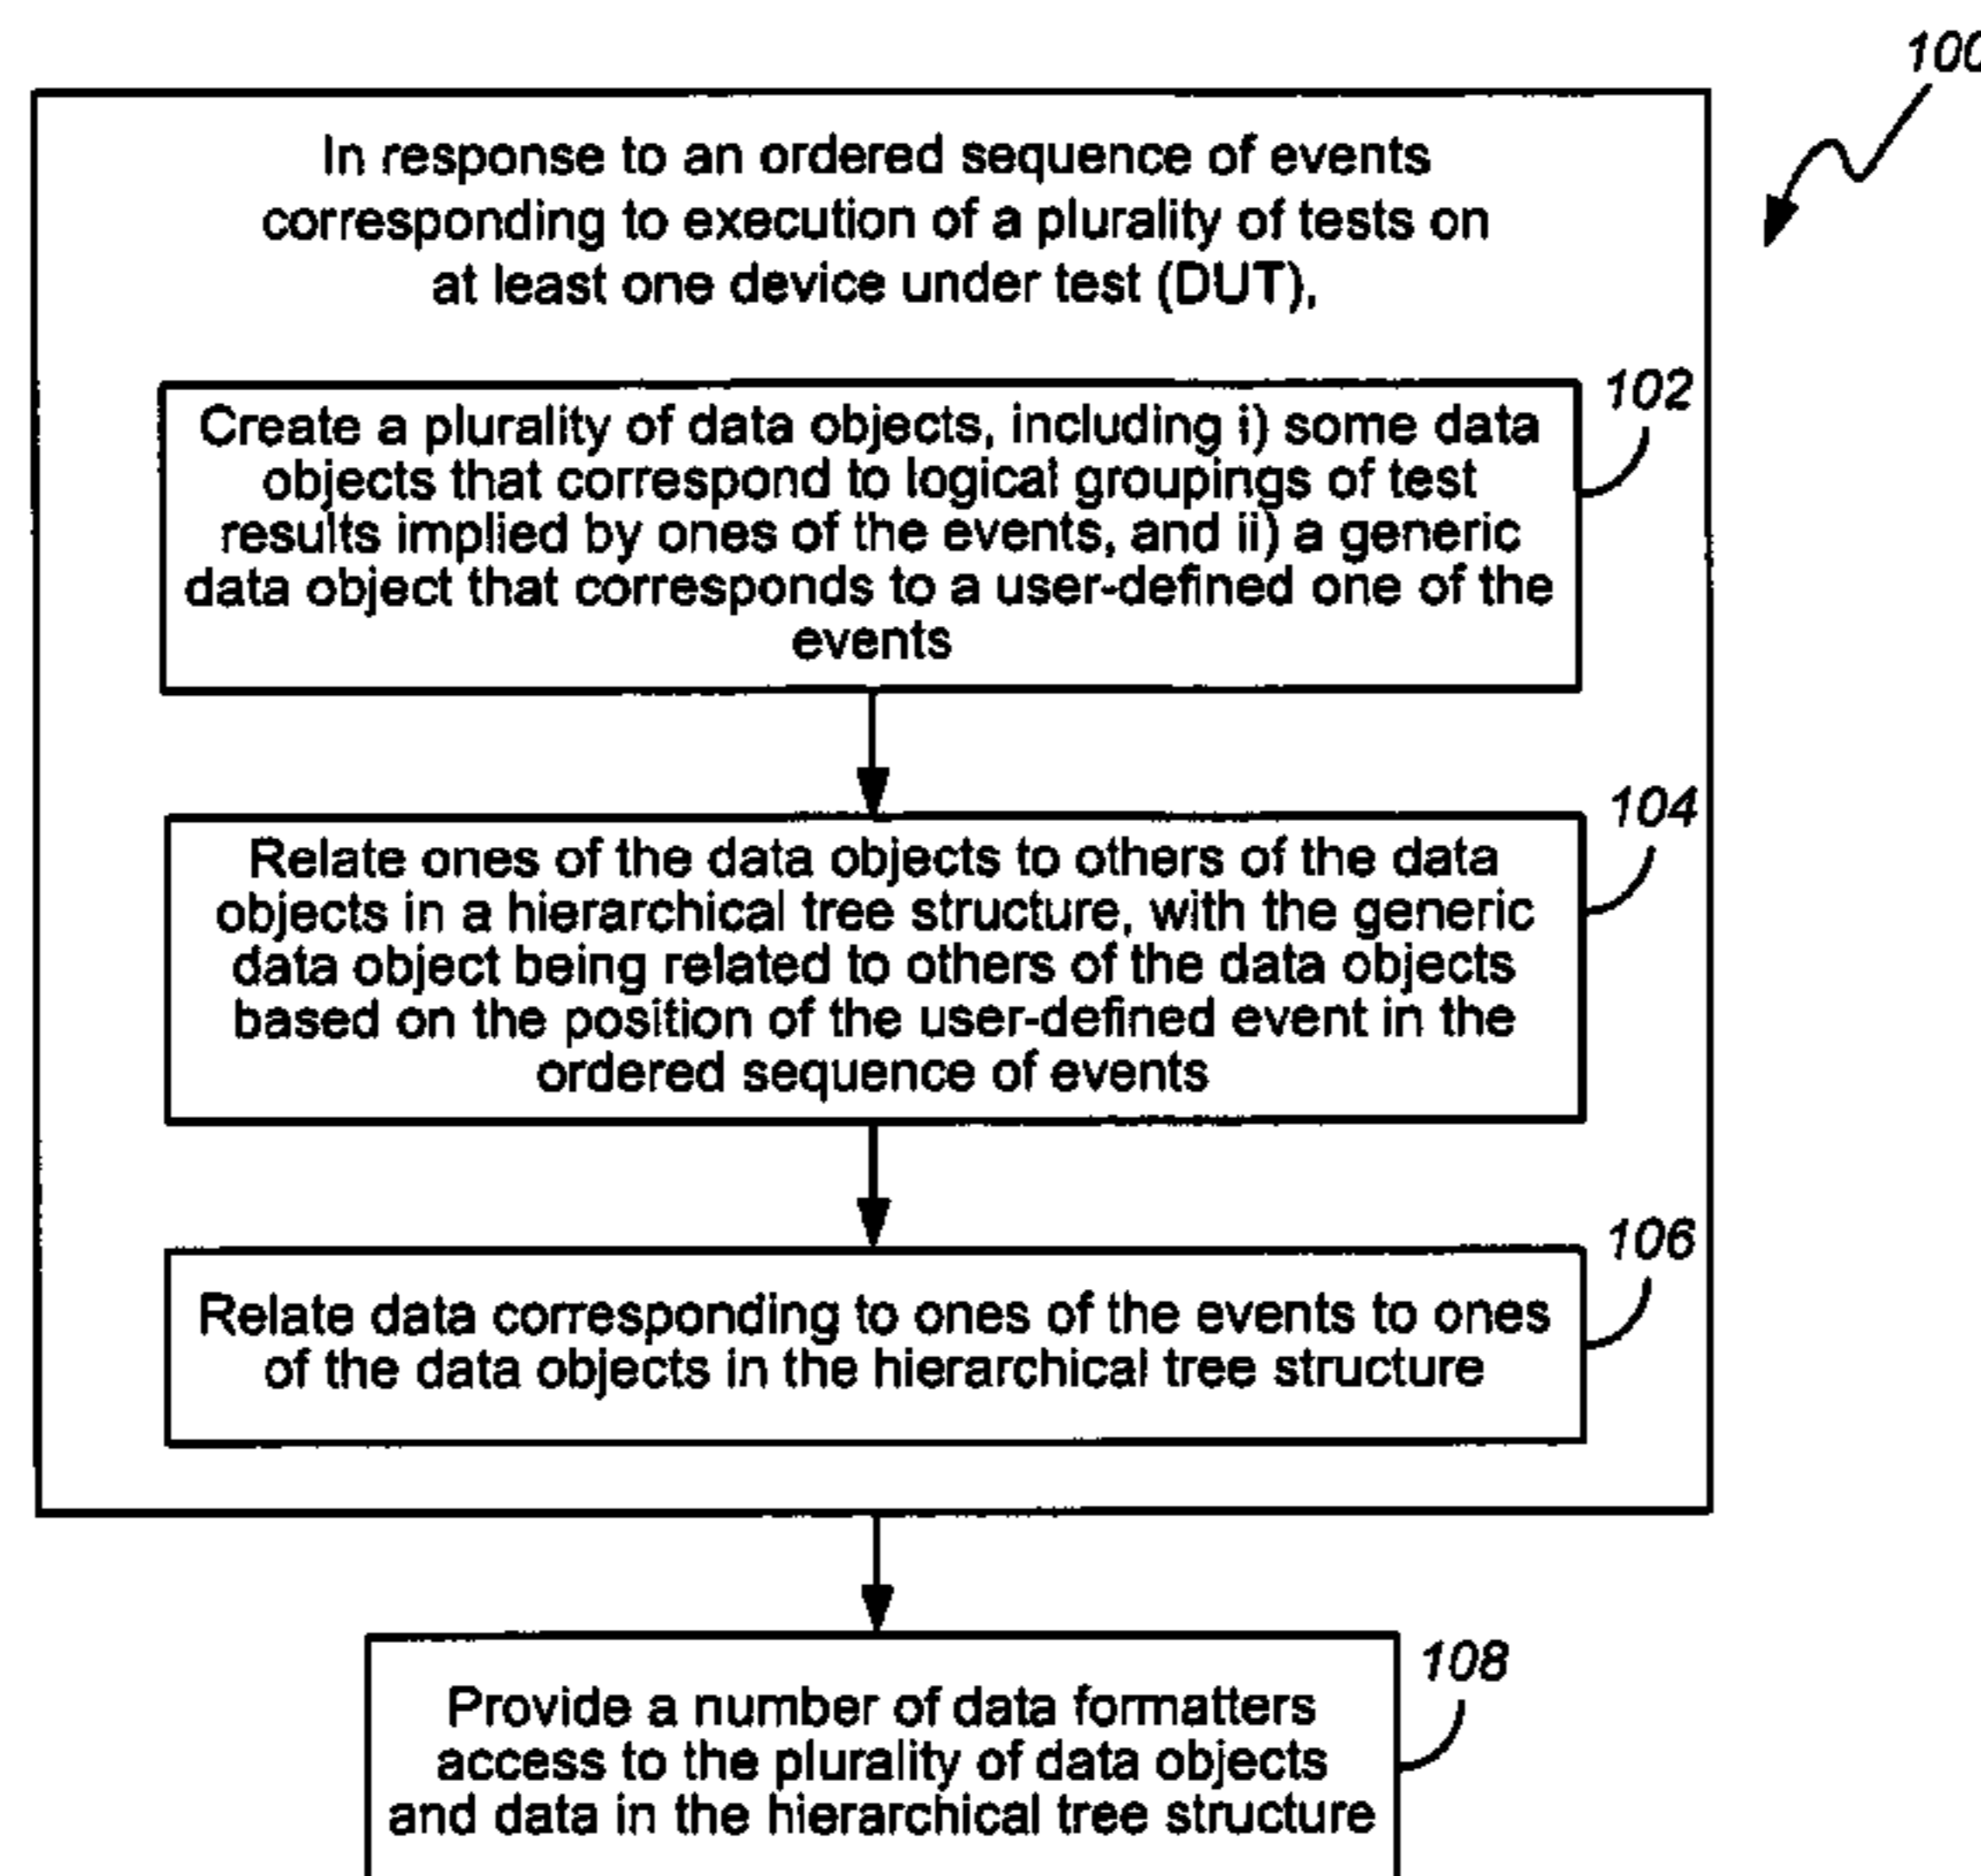 100
In response to an ordered sequence of events
corresponding to execution of a plurality of tests on
at least one device under test (DUT),
102
Create a plurality of data objects, including i) some data
objects that correspond to logical groupings of test
results implied by ones of the events, and ii) a generic
data object that corresponds to a user-defined one of the
events
104
Relate ones of the data objects to others of the data
objects in a hierarchical tree structure, with the generic
data object being related to others of the data objects
based on the position of the user-defined event in the
ordered sequence of events
106
Relate data corresponding to ones of the events to ones
of the data objects in the hierarchical tree structure
108
Provide a number of data formatters
access to the plurality of data objects
and data in the hierarchical tree structure